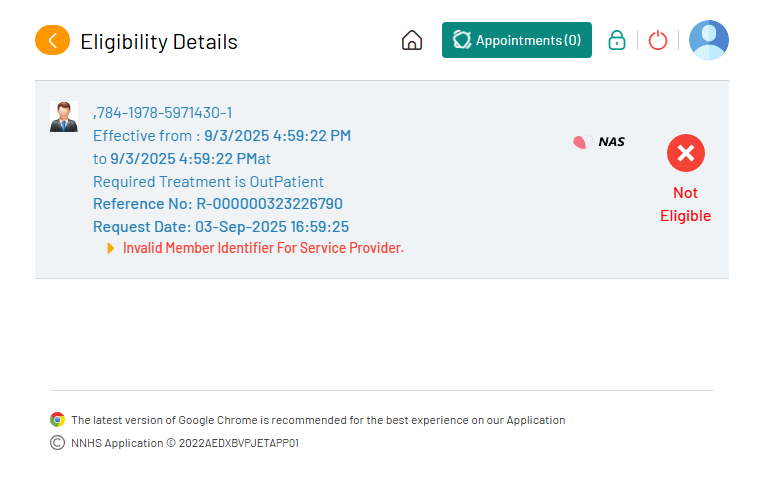 Eligibility Details
Appointments (0)
,784-1978-5971430-1
Effective from : 9/3/2025 4:59:22 PM
to 9/3/2025 4:59:22 PMat
Required Treatment is OutPatient
Reference No: R-000000323226790
Request Date: 03-Sep-2025 16:59:25
Invalid Member Identifier For Service Provider.
NAS
Not
Eligible
The latest version of Google Chrome is recommended for the best experience on our Application
NNHS Application © 2022AEDXBVPJETAPP01